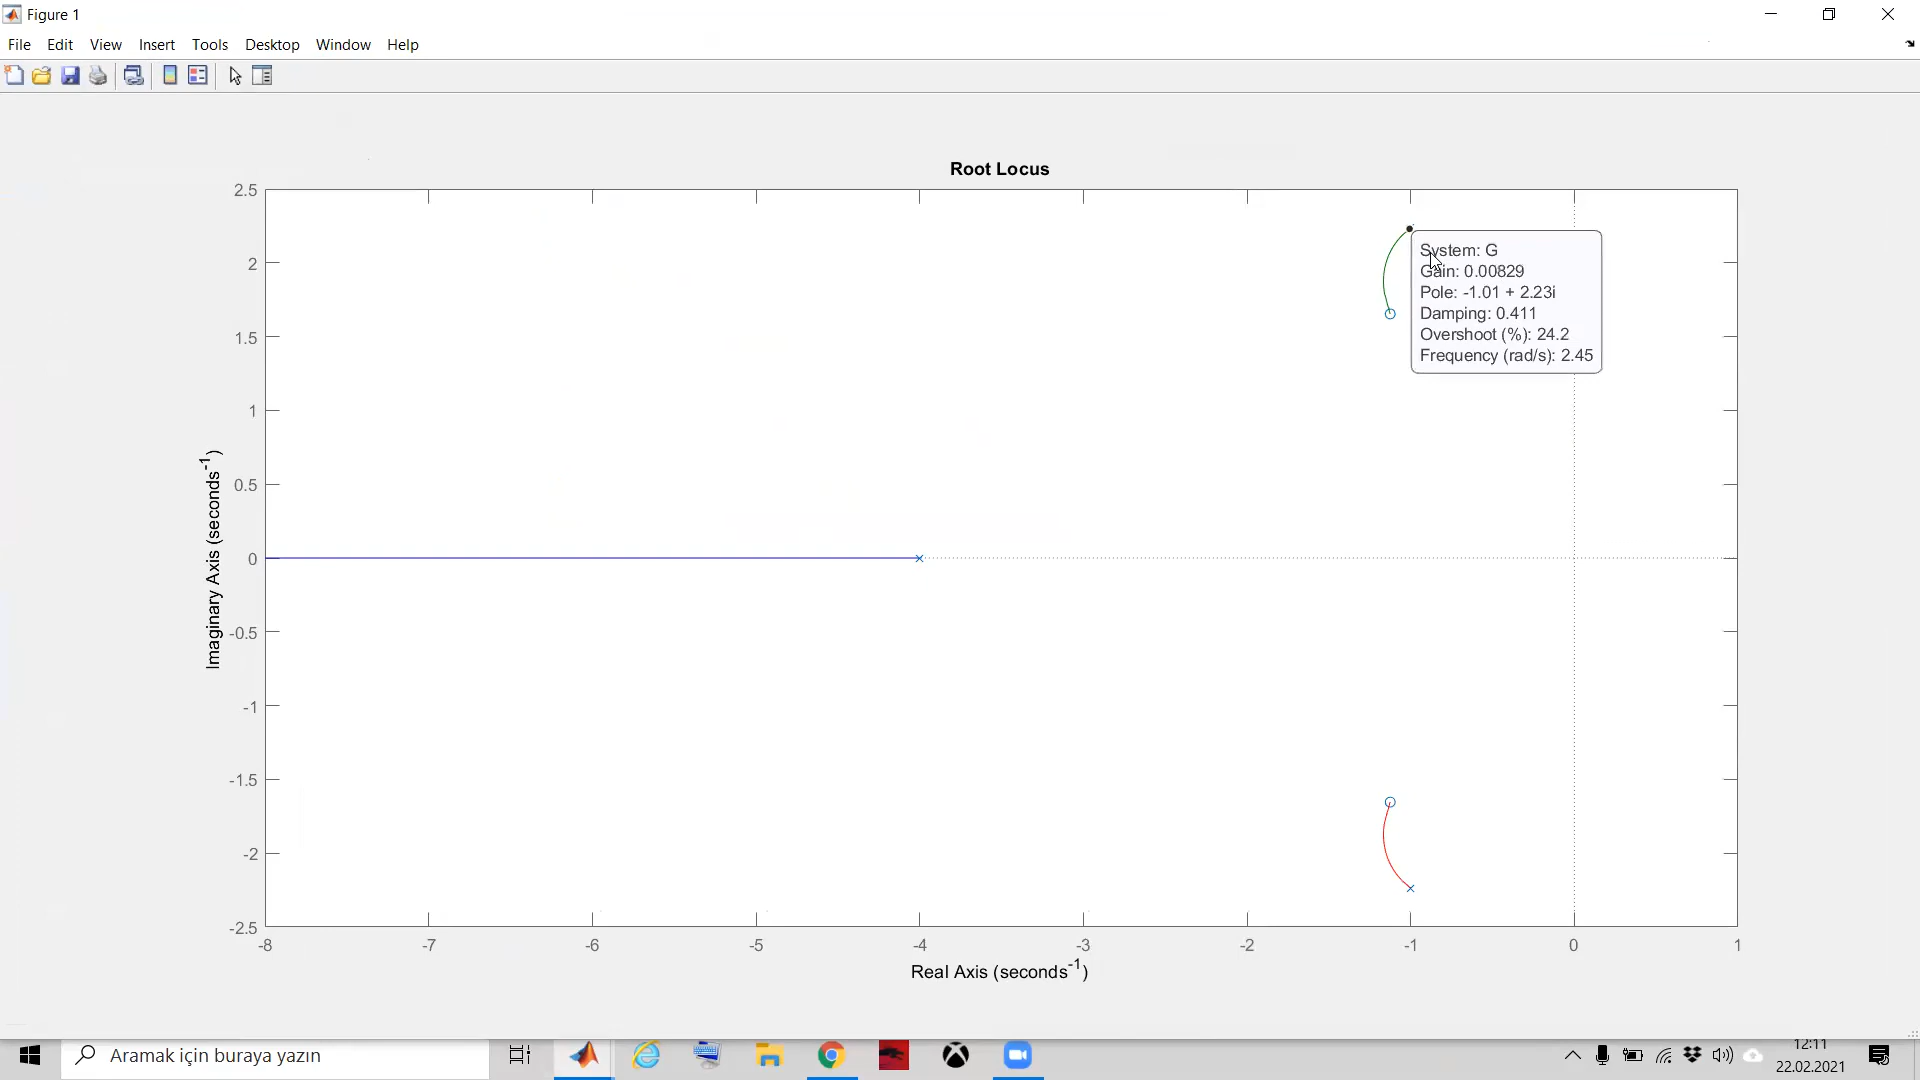 Figure 1
File Edit View Insert Tools Desktop Window Help
Root Locus
2.5
2
1.5
1
0.5
0
-0.5
-1
-1.5
-2
-2.5
Imaginary Axis (seconds-1)
System: G
Gain: 0.00829
Pole: -1.01 + 2.23i
Damping: 0.411
Overshoot (%): 24.2
Frequency (rad/s): 2.45
-8 -7 -6 -5 -4 -3 -2 -1 0 1
Real Axis (seconds-1)
Aramak için buraya yazın
12:11
22.02.2021